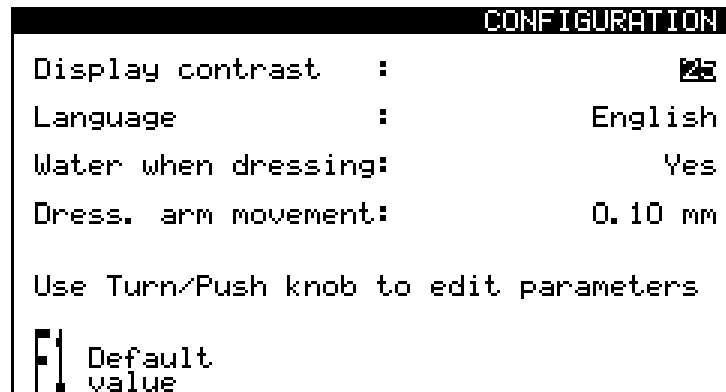 CONFIGURATION
Display contrast : 25
Language : English
Water when dressing: Yes
Dress. arm movement: 0.10 mm
Use Turn/Push knob to edit parameters
F1 Default
value